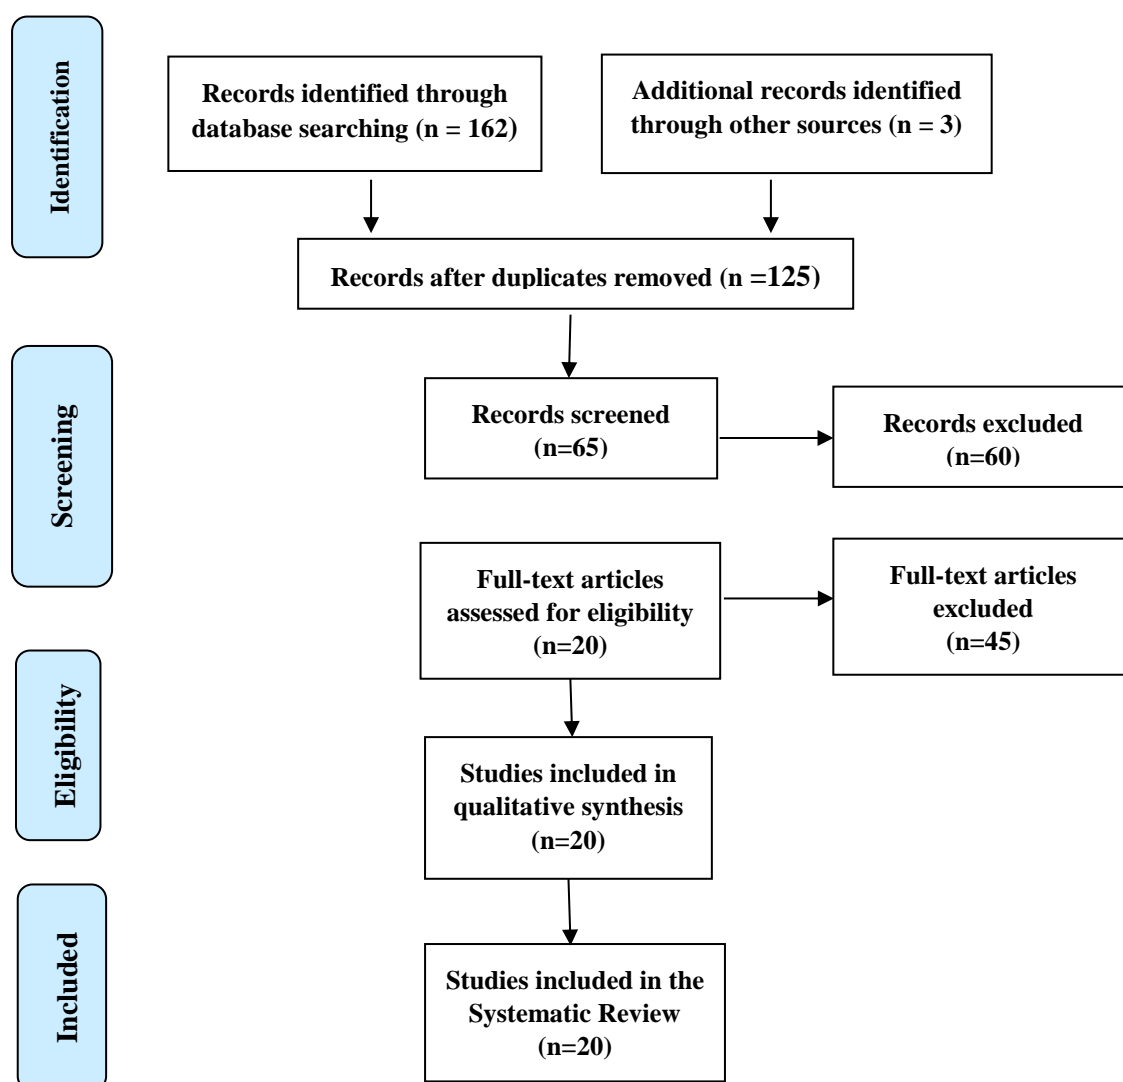 Identification
Records identified through
database searching (n = 162)
Additional records identified
through other sources (n = 3)
Records after duplicates removed (n =125)
Screening
Records screened
(n=65)
Records excluded
(n=60)
Full-text articles
assessed for eligibility
(n=20)
Full-text articles
excluded
(n=45)
Eligibility
Studies included in
qualitative synthesis
(n=20)
Included
Studies included in the
Systematic Review
(n=20)